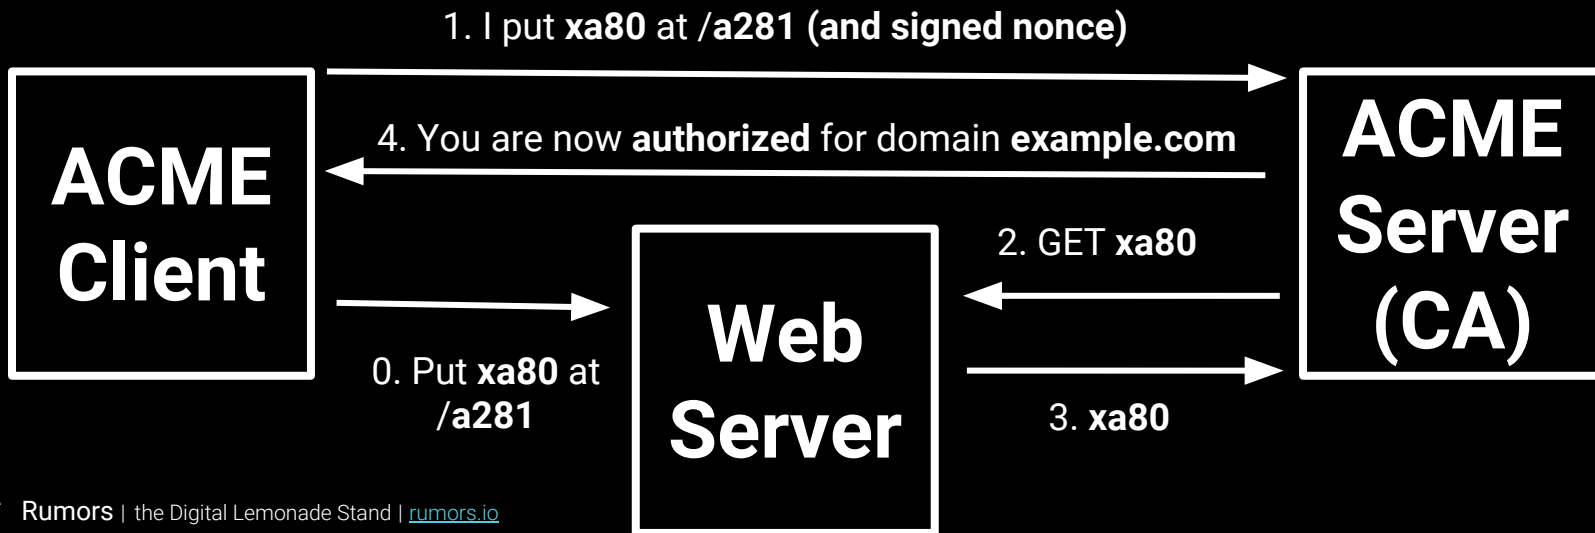 1. I put xa80 at /a281 (and signed nonce)
4. You are now authorized for domain example.com
ACME
Client
ACME
Server
(CA)
2. GET xa80
0. Put xa80 at
/a281
Web
Server
3. xa80
Rumors | the Digital Lemonade Stand | rumors.io